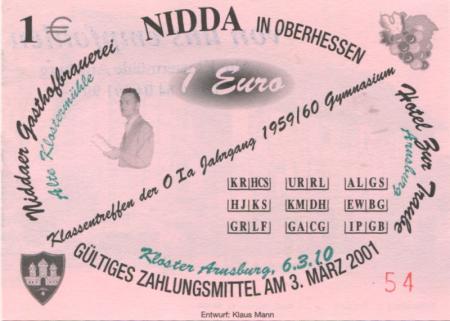 1 €
NIDDA IN OBERHESSEN
Niddaer Gasthofbrauerei
Alte Klostermühle
1 Euro
Klassentreffen der O Ia Jahrgang 1959/60 Gymnasium
Hotel Zur Traube
Arnsburg
KR|HCS| UR|RL| AL|GS
HJ|KS| KM|DH| EW|BG
GR|LF| GA|CG| IP|GB
Kloster Arnsburg, 6.3.10
GÜLTIGES ZAHLUNGSMITTEL AM 3. MÄRZ 2001
54
Entwurf: Klaus Mann